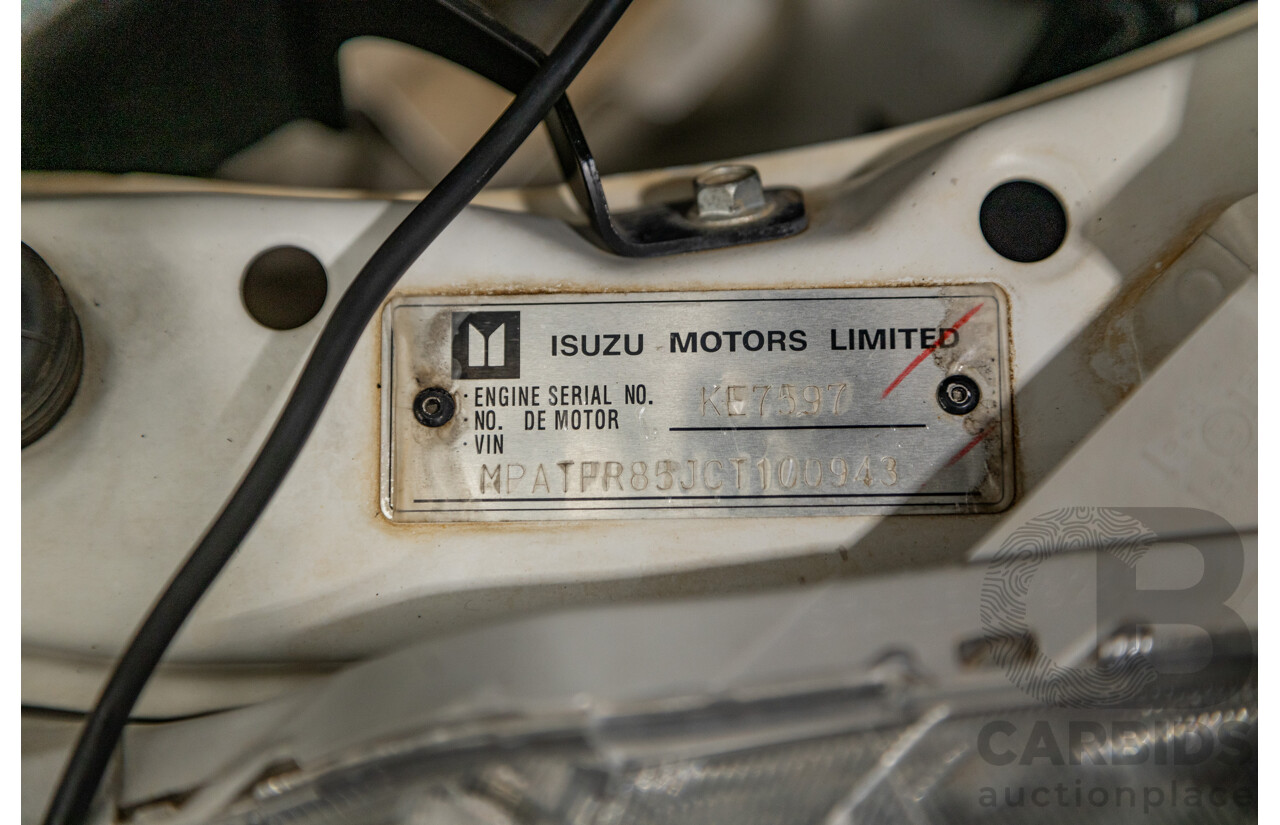 ISUZU MOTORS LIMITED
· ENGINE SERIAL NO. KE7597
· NO. DE MOTOR
· VIN
MPATFR85JCT100943
CARBIDS
auctionplace